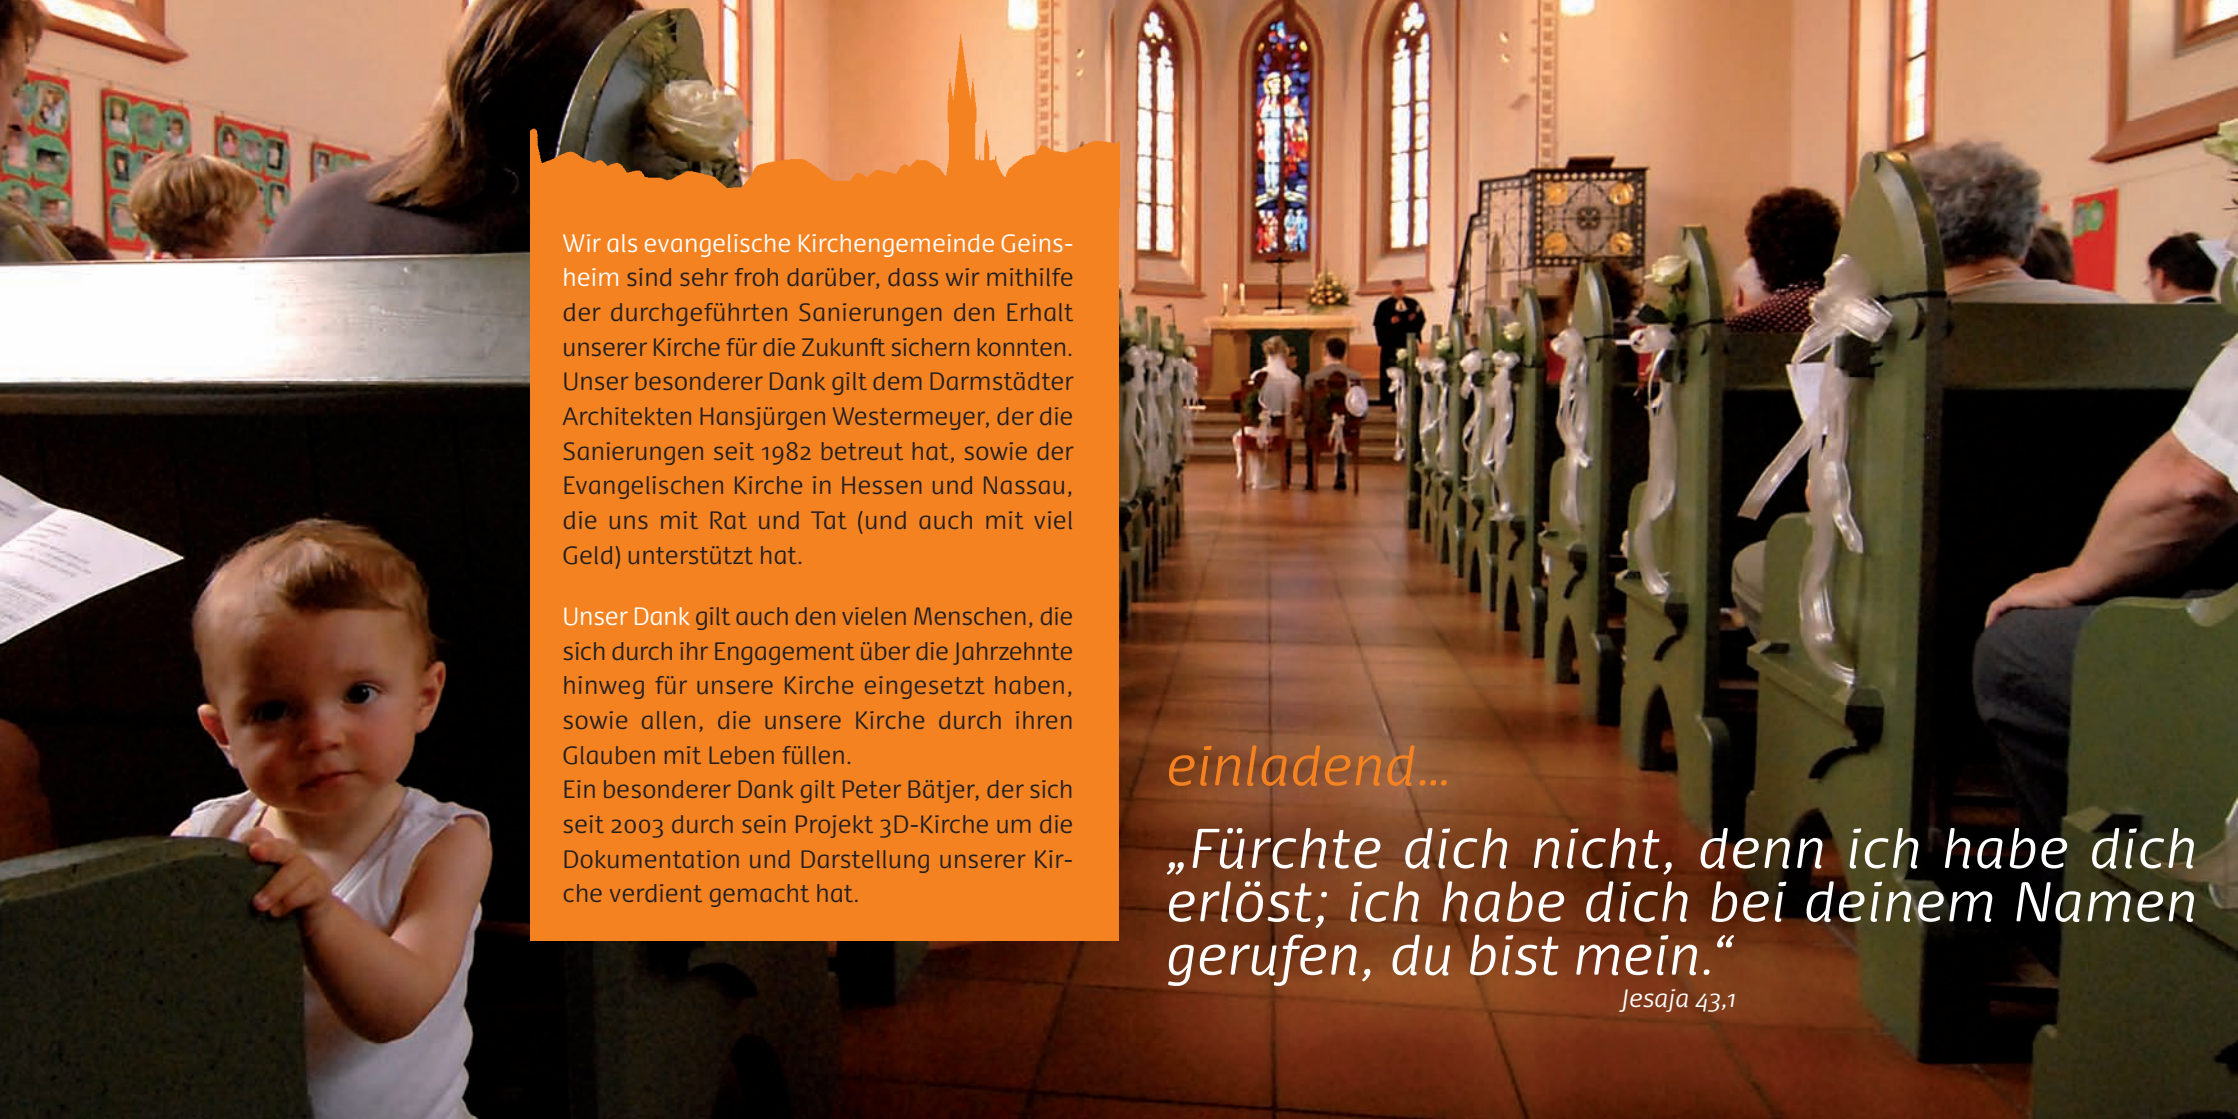 Wir als evangelische Kirchengemeinde Geins-
heim sind sehr froh darüber, dass wir mithilfe
der durchgeführten Sanierungen den Erhalt
unserer Kirche für die Zukunft sichern konnten.
Unser besonderer Dank gilt dem Darmstädter
Architekten Hansjürgen Westermeyer, der die
Sanierungen seit 1982 betreut hat, sowie der
Evangelischen Kirche in Hessen und Nassau,
die uns mit Rat und Tat (und auch mit viel
Geld) unterstützt hat.
Unser Dank gilt auch den vielen Menschen, die
sich durch ihr Engagement über die Jahrzehnte
hinweg für unsere Kirche eingesetzt haben,
sowie allen, die unsere Kirche durch ihren
Glauben mit Leben füllen.
Ein besonderer Dank gilt Peter Bätjer, der sich
seit 2003 durch sein Projekt 3D-Kirche um die
Dokumentation und Darstellung unserer Kir-
che verdient gemacht hat.
einladend...
„Fürchte dich nicht, denn ich habe dich
erlöst; ich habe dich bei deinem Namen
gerufen, du bist mein.“
Jesaja 43,1